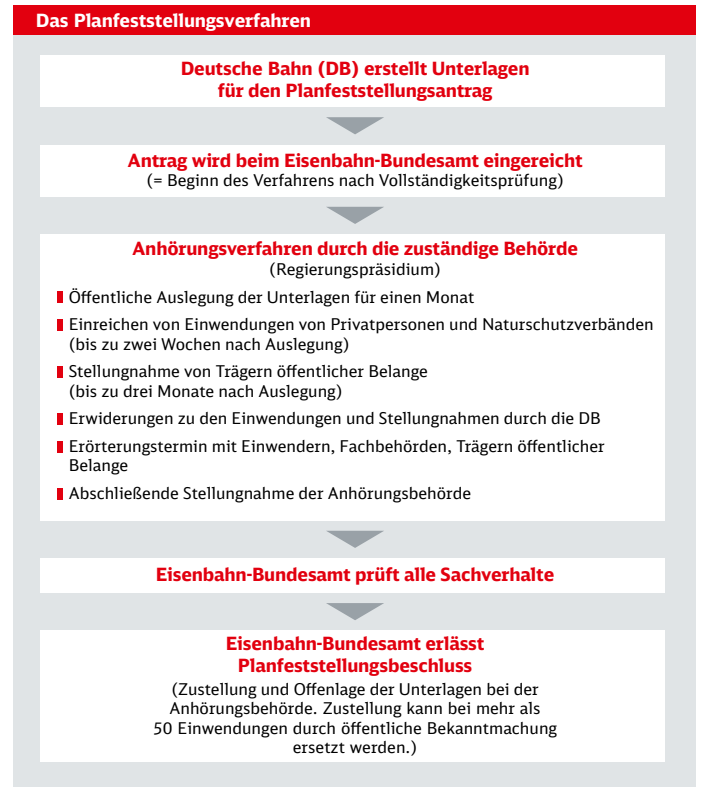 Das Planfeststellungsverfahren
Deutsche Bahn (DB) erstellt Unterlagen
für den Planfeststellungsantrag
Antrag wird beim Eisenbahn-Bundesamt eingereicht
(= Beginn des Verfahrens nach Vollständigkeitsprüfung)
Anhörungsverfahren durch die zuständige Behörde
(Regierungspräsidium)
Öffentliche Auslegung der Unterlagen für einen Monat
Einreichen von Einwendungen von Privatpersonen und Naturschutzverbänden
(bis zu zwei Wochen nach Auslegung)
Stellungnahme von Trägern öffentlicher Belange
(bis zu drei Monate nach Auslegung)
Erwiderungen zu den Einwendungen und Stellungnahmen durch die DB
Erörterungstermin mit Einwendern, Fachbehörden, Trägern öffentlicher
Belange
Abschließende Stellungnahme der Anhörungsbehörde
Eisenbahn-Bundesamt prüft alle Sachverhalte
Eisenbahn-Bundesamt erlässt
Planfeststellungsbeschluss
(Zustellung und Offenlage der Unterlagen bei der
Anhörungsbehörde. Zustellung kann bei mehr als
50 Einwendungen durch öffentliche Bekanntmachung
ersetzt werden.)